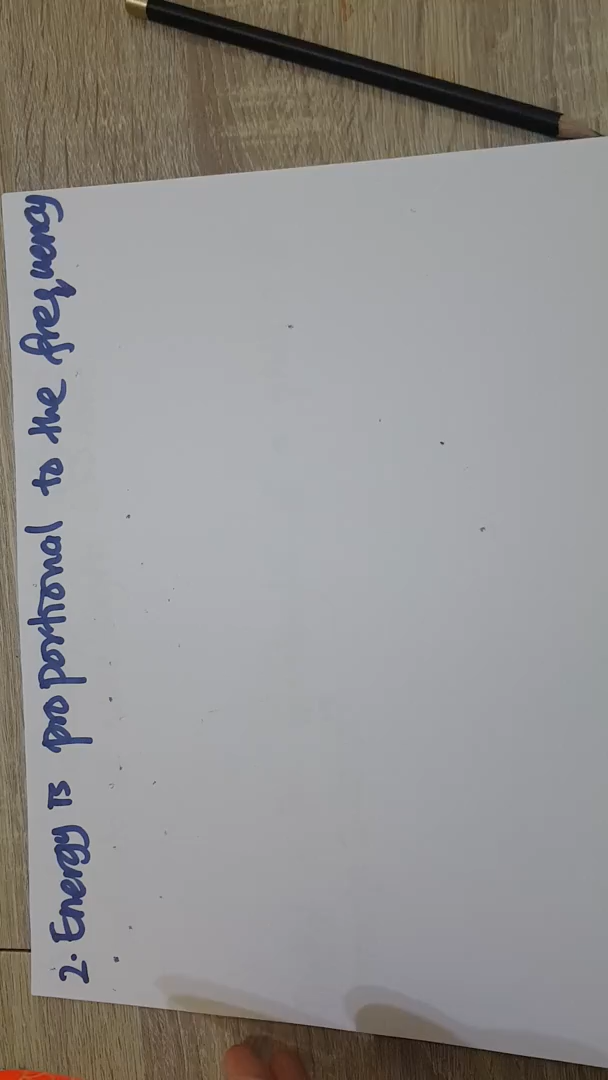 2. Energy is proportional to the frequency